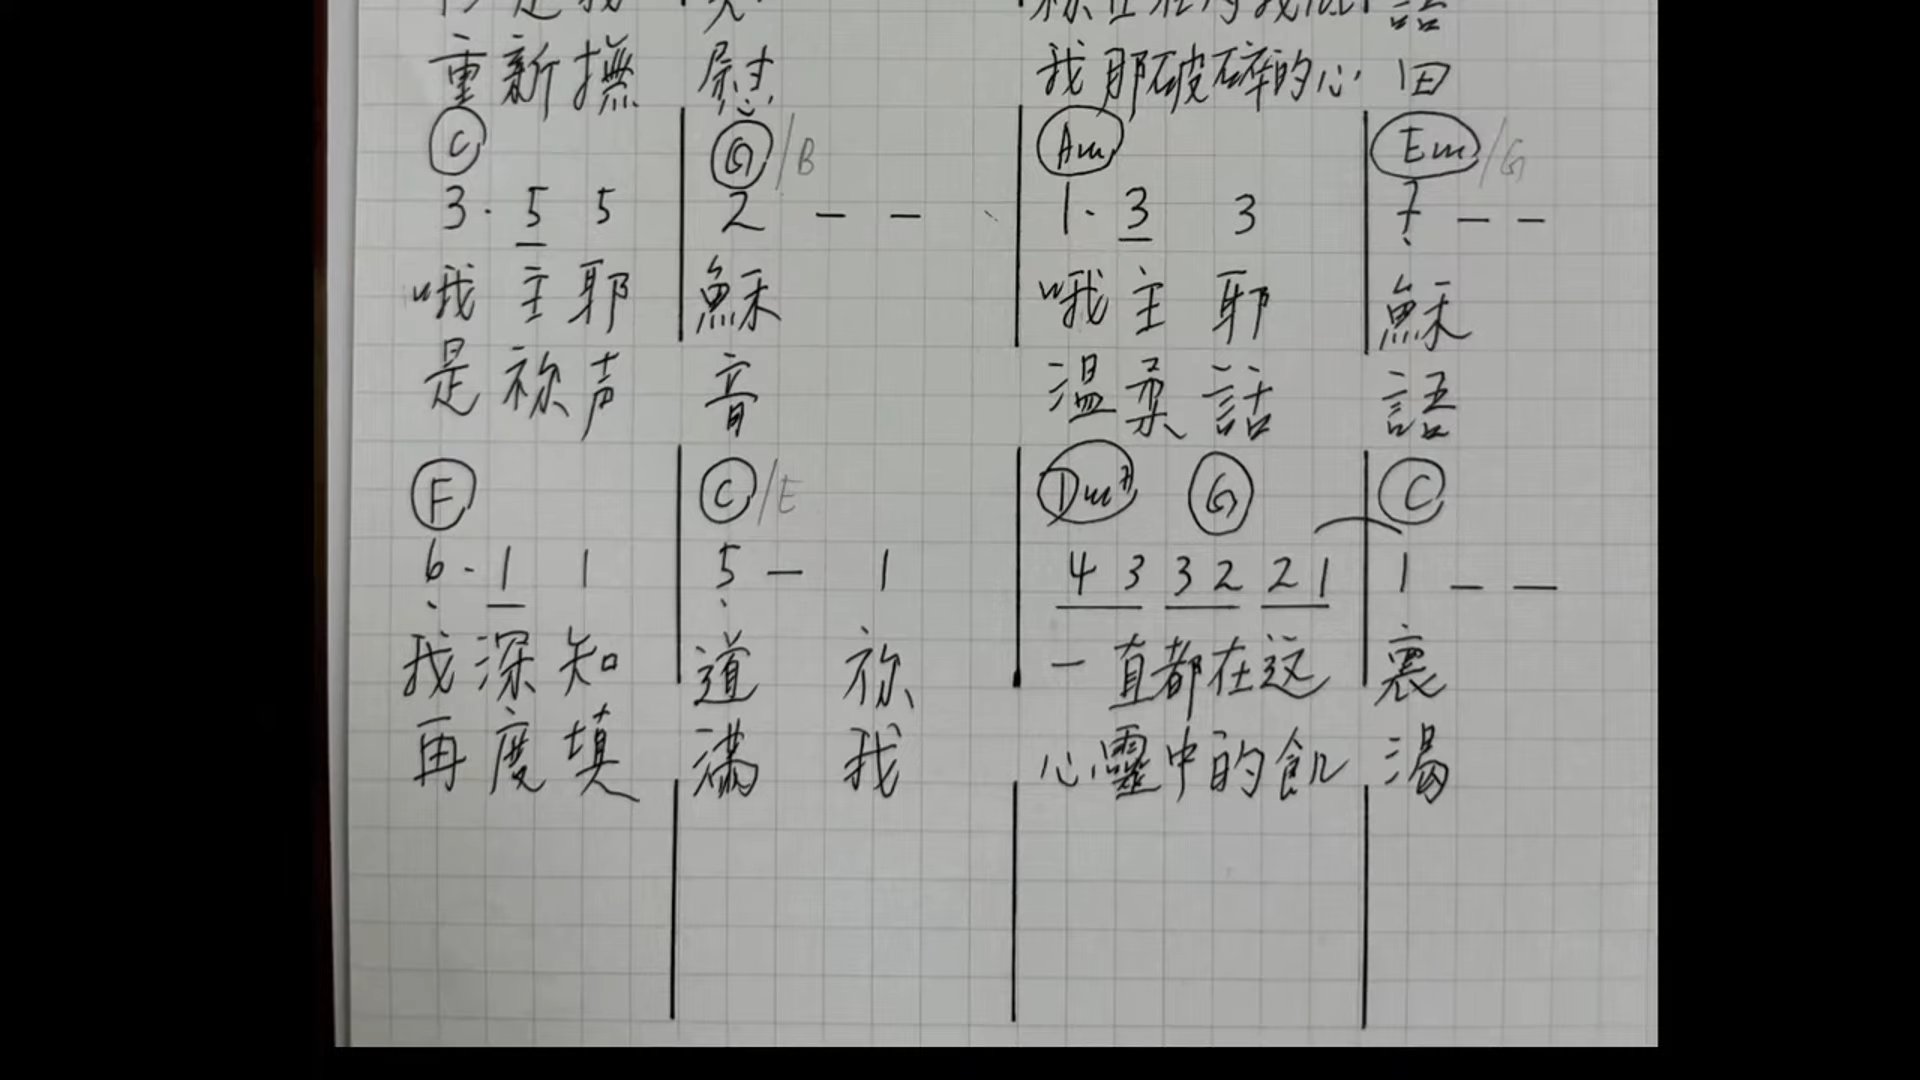 重新撫 慰 我那破碎的心 田
C G/B Am Em/G
3· 5 5 2 - - 1· 3 3 7 - -
"哦主耶 穌 "哦主耶 穌
是祢声 音 溫柔話 語
F C/E Dm7 G C
6· 1 1 5 - 1 4 3 3 2 2 1 1 - -
我深知 道 祢 一直都在这 裏
再度填 满 我 心靈中的飢 渴